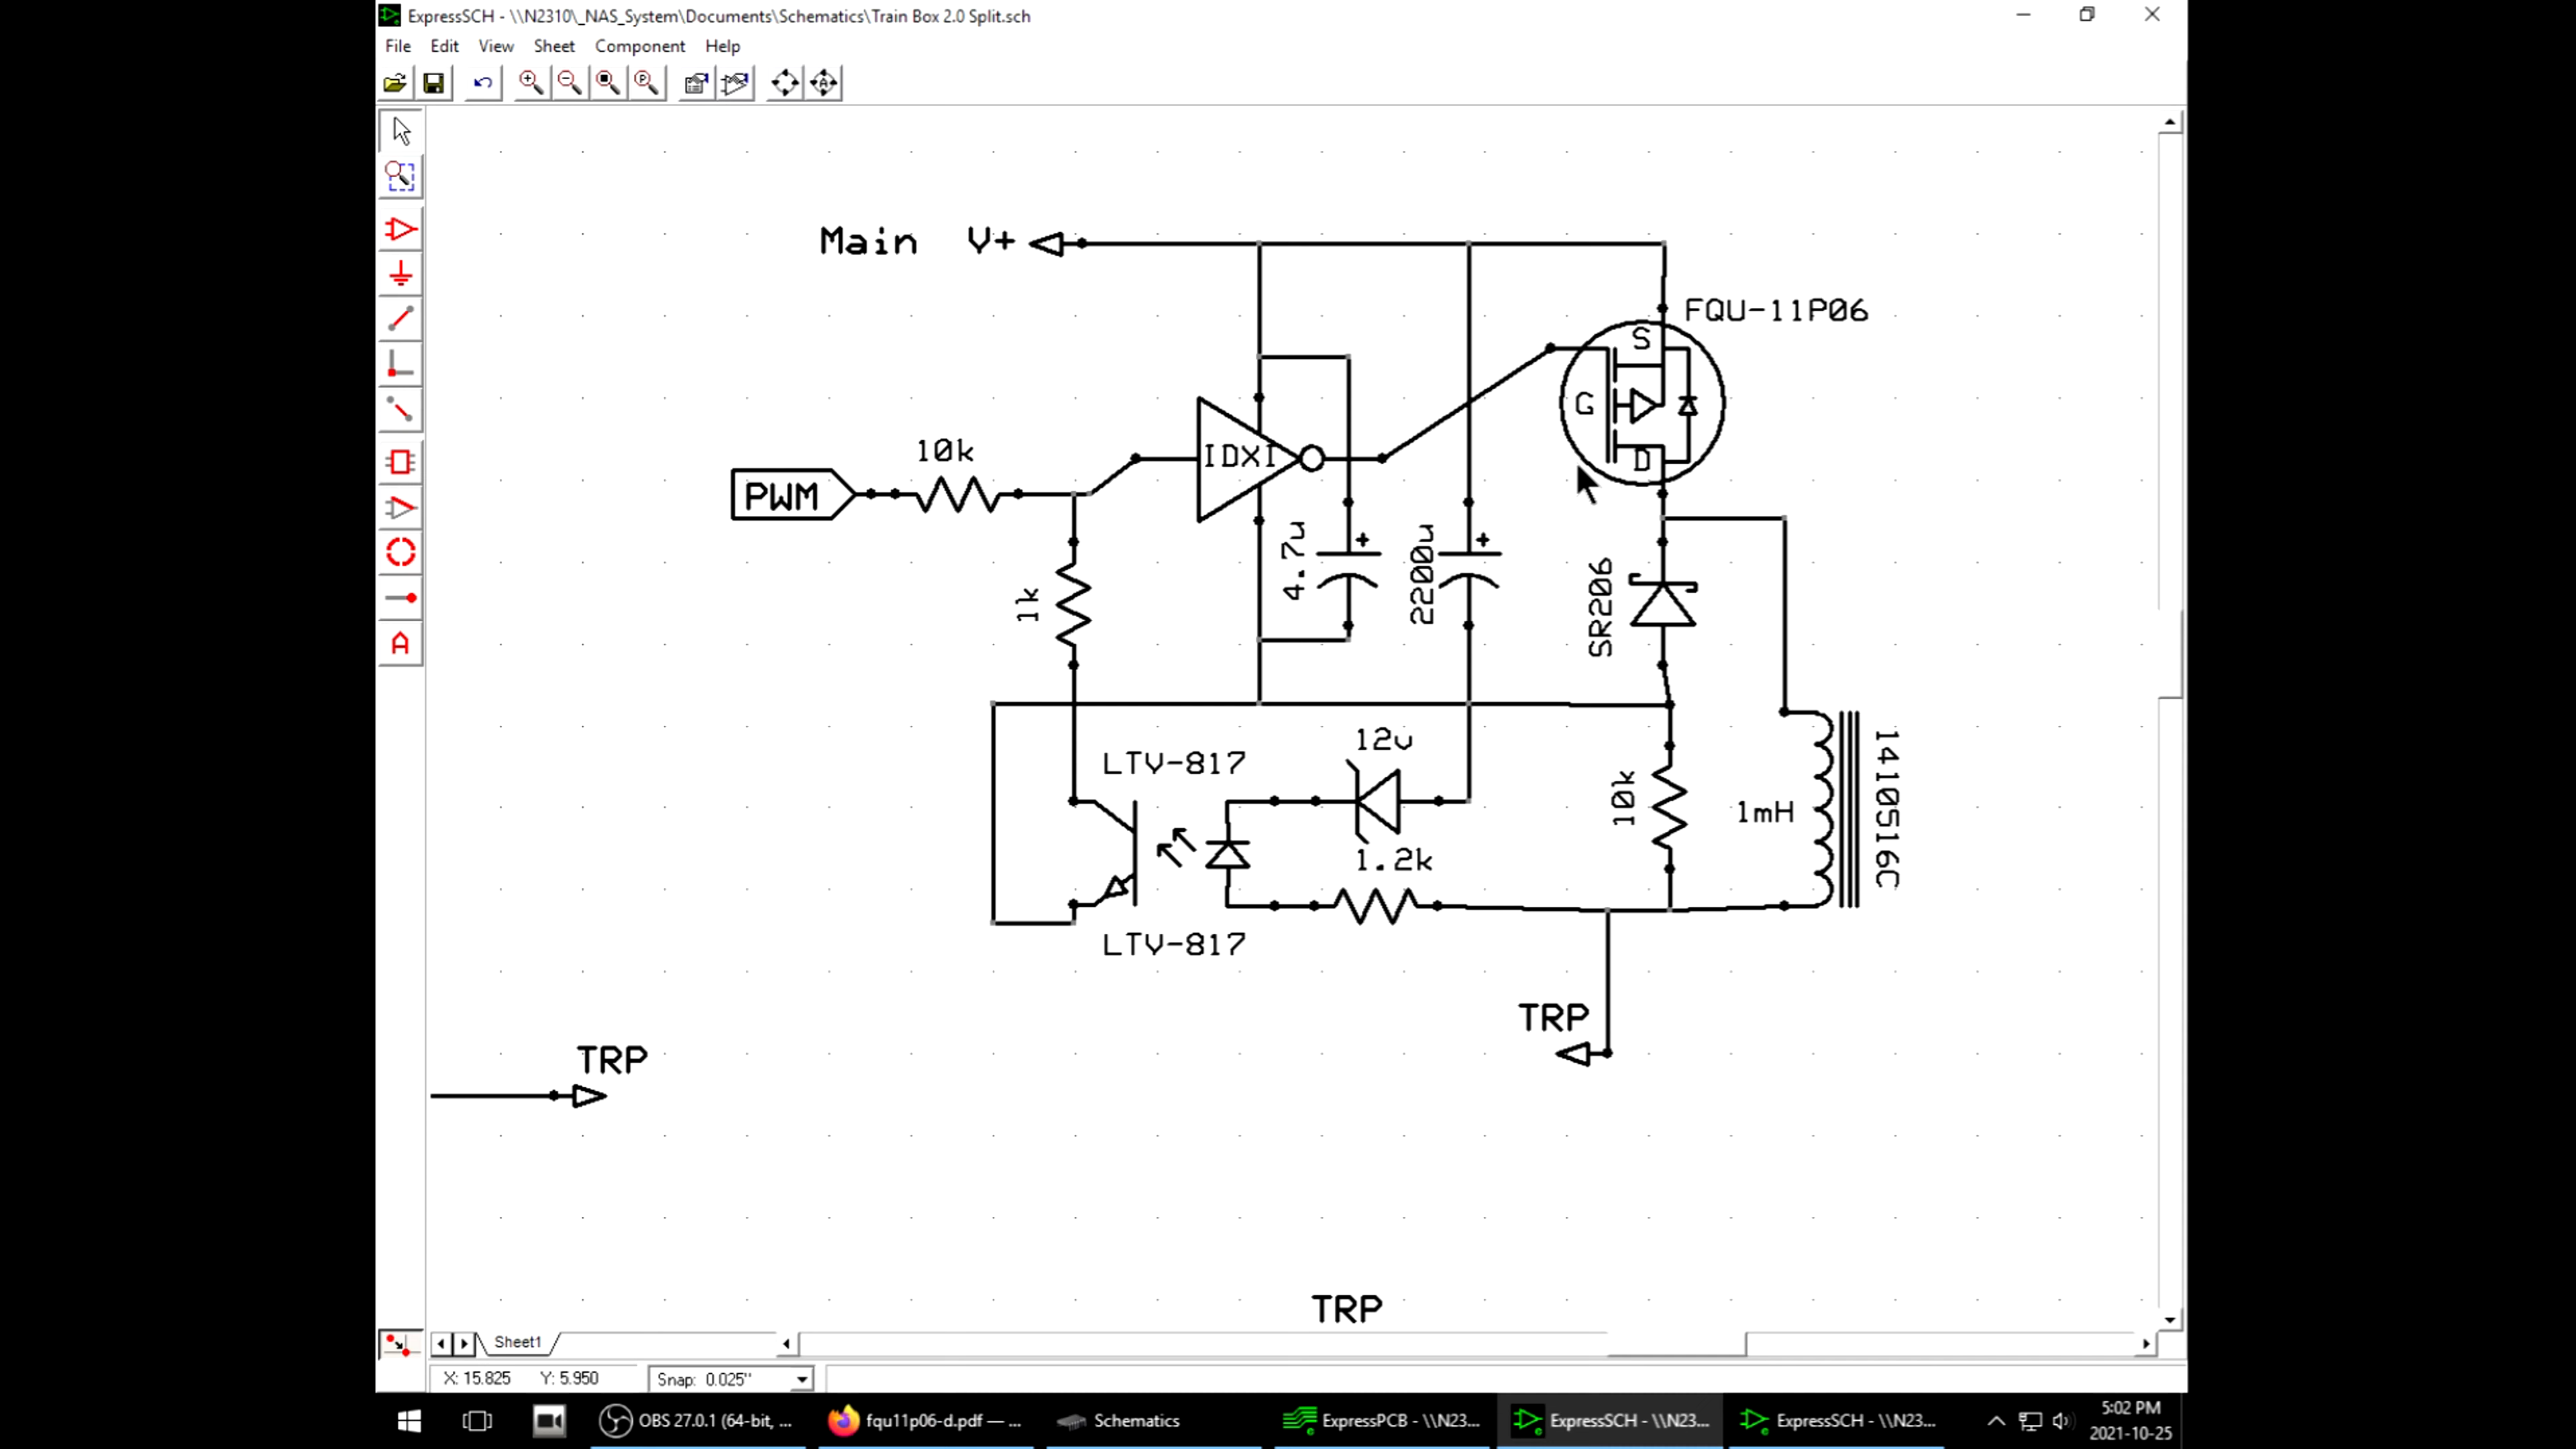 ExpressSCH - \\N2310\_NAS_System\Documents\Schematics\Train Box 2.0 Split.sch
File Edit View Sheet Component Help
Main V+
FQU-11P06
S
G
D
10k
IDXI
PWM
4.7u
+
2200u
+
SR206
1k
12v
LTV-817
10k
1mH
1410516C
1.2k
LTV-817
TRP
TRP
TRP
Sheet1
X: 15.825 Y: 5.950 Snap: 0.025"
OBS 27.0.1 (64-bit, ... fqu11p06-d.pdf — ... Schematics ExpressPCB - \\N23... ExpressSCH - \\N23... ExpressSCH - \\N23... 5:02 PM
2021-10-25